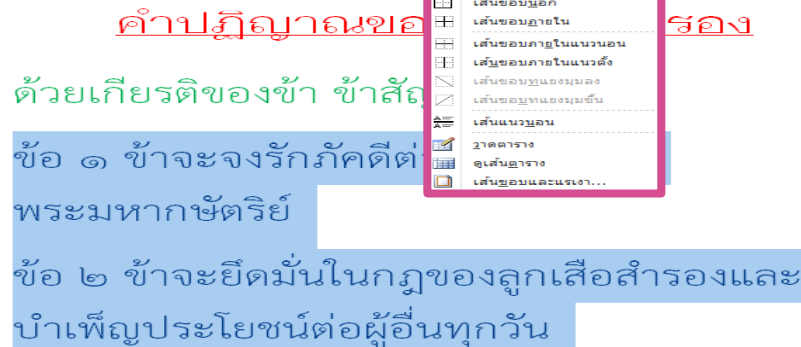 คำปฏิญาณขอ
รอง
เส้นขอบนอก
เส้นขอบภายใน
เส้นขอบภายในแนวนอน
เส้นขอบภายในแนวตั้ง
เส้นขอบทแยงมุมลง
เส้นขอบทแยงมุมขึ้น
เส้นแนวนอน
วาดตาราง
ดูเส้นตาราง
เส้นขอบและแรเงา...
ด้วยเกียรติของข้า ข้าสัญ
ข้อ ๑ ข้าจะจงรักภักดีต่
พระมหากษัตริย์
ข้อ ๒ ข้าจะยึดมั่นในกฎของลูกเสือสำรองและ
บำเพ็ญประโยชน์ต่อผู้อื่นทุกวัน